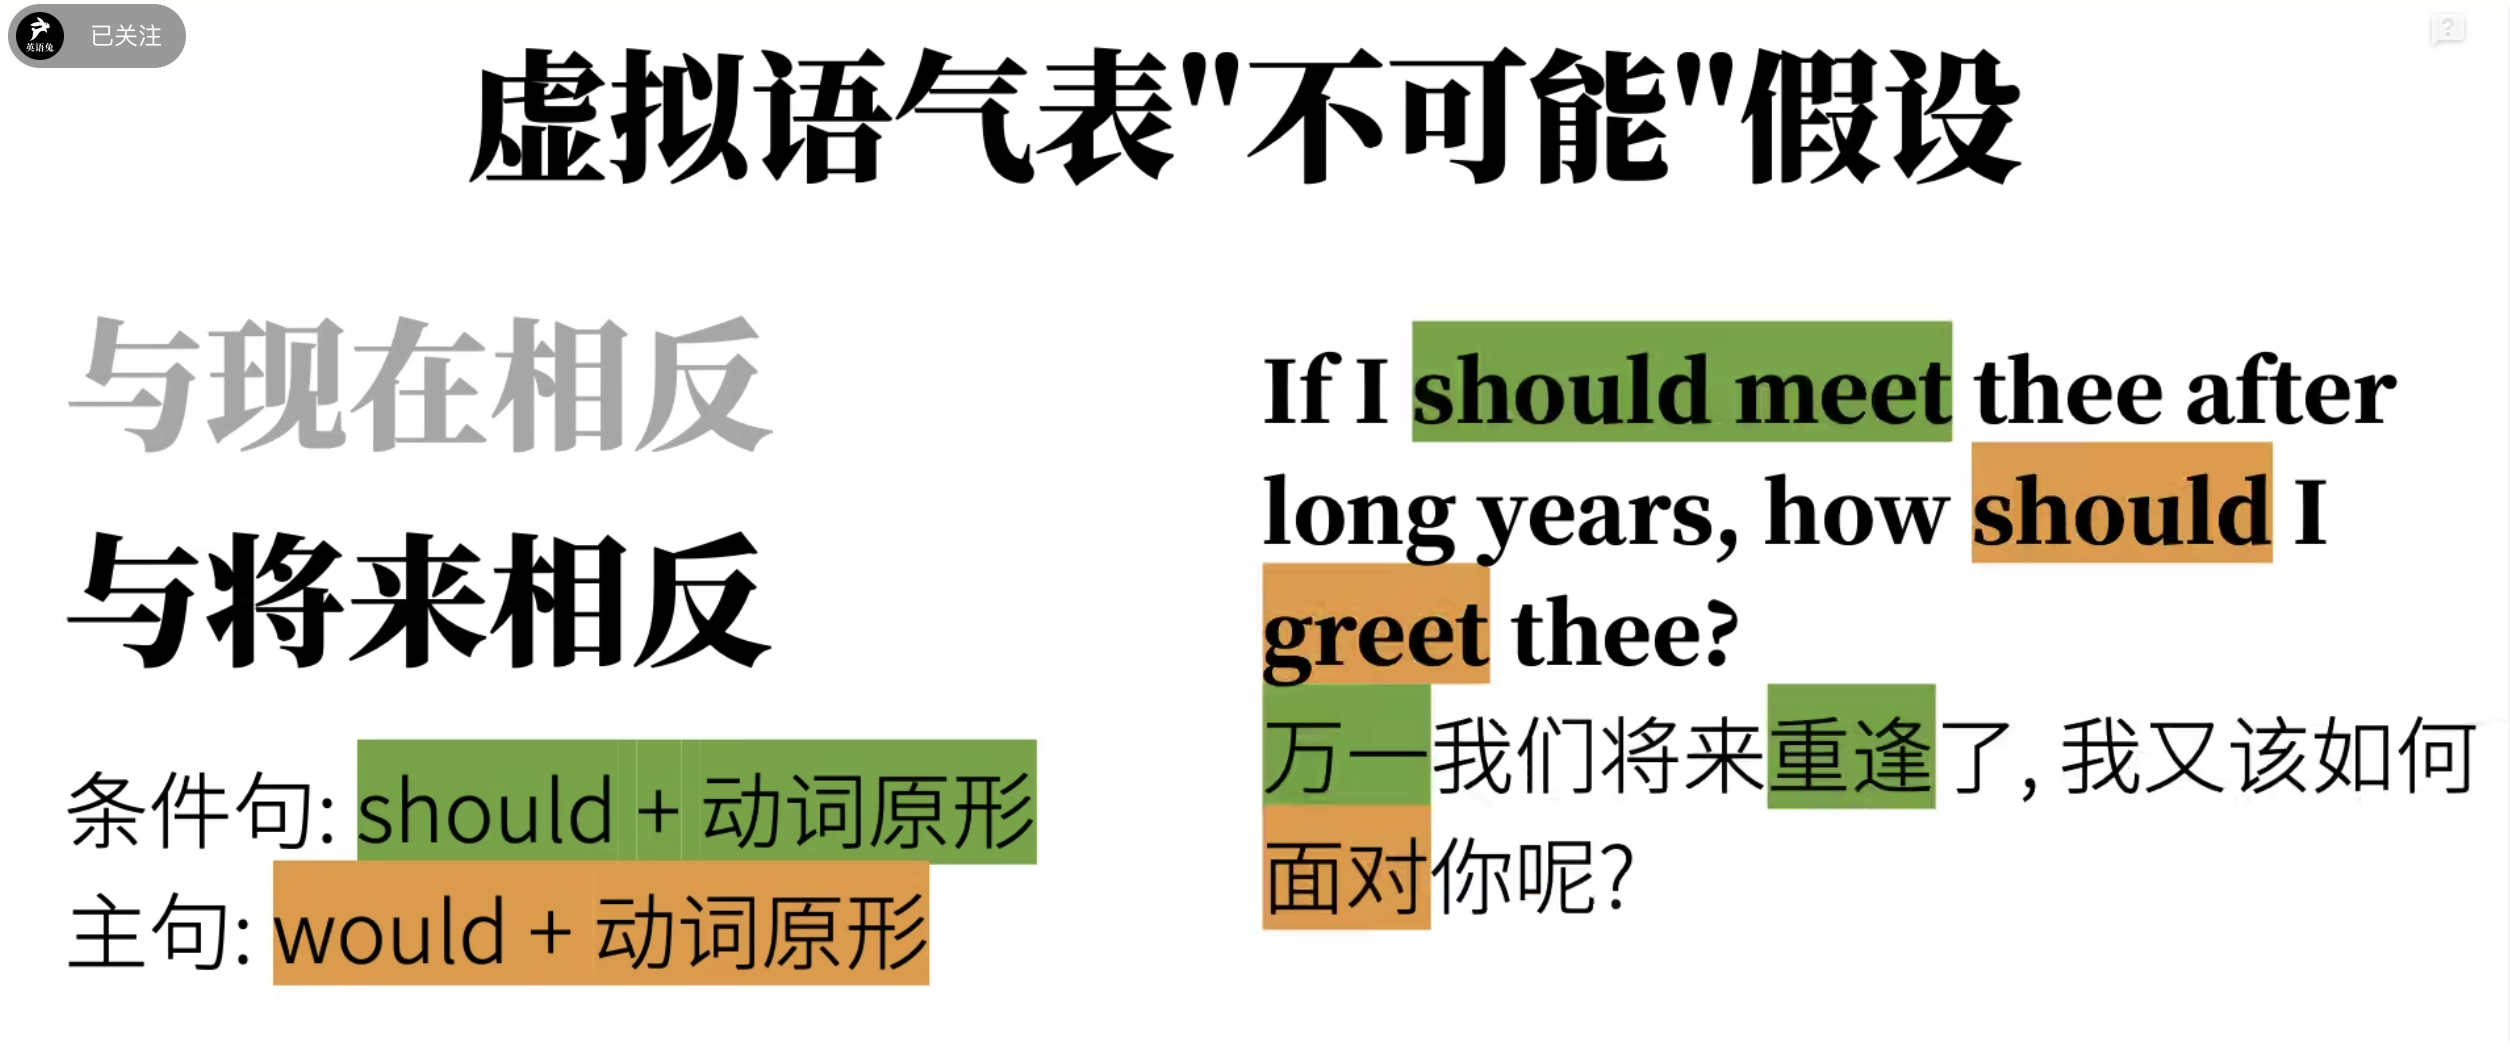 英语兔
已关注
虚拟语气表"不可能"假设
与现在相反
与将来相反
条件句: should + 动词原形
主句: would + 动词原形
If I should meet thee after
long years, how should I
greet thee?
万一我们将来重逢了, 我又该如何
面对你呢?